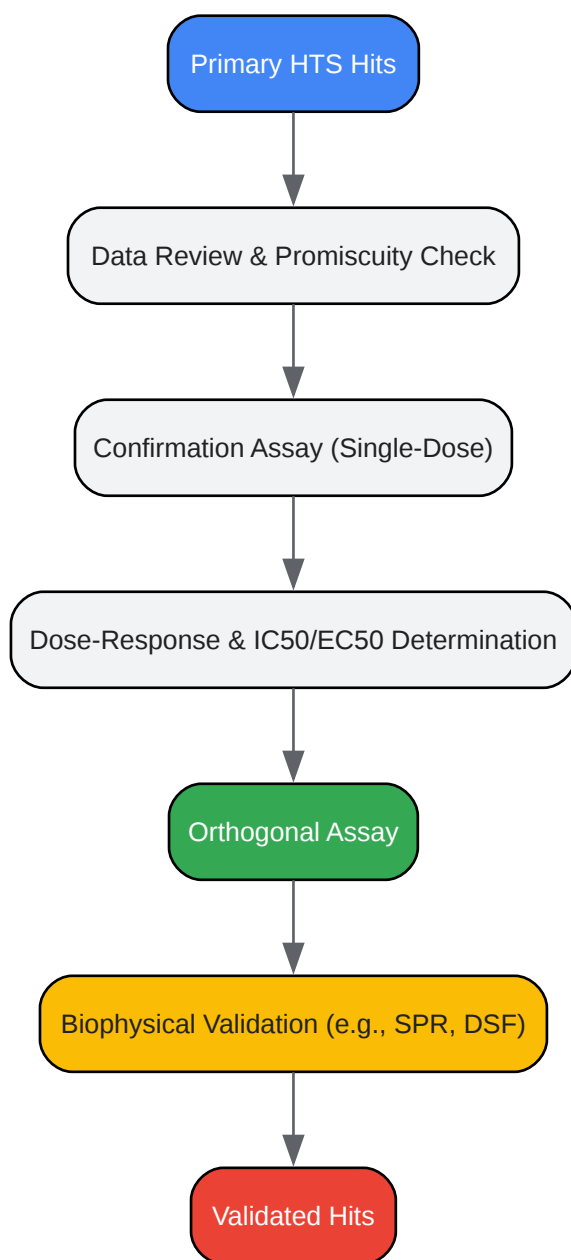 Primary HTS Hits
Data Review & Promiscuity Check
Confirmation Assay (Single-Dose)
Dose-Response & IC50/EC50 Determination
Orthogonal Assay
Biophysical Validation (e.g., SPR, DSF)
Validated Hits